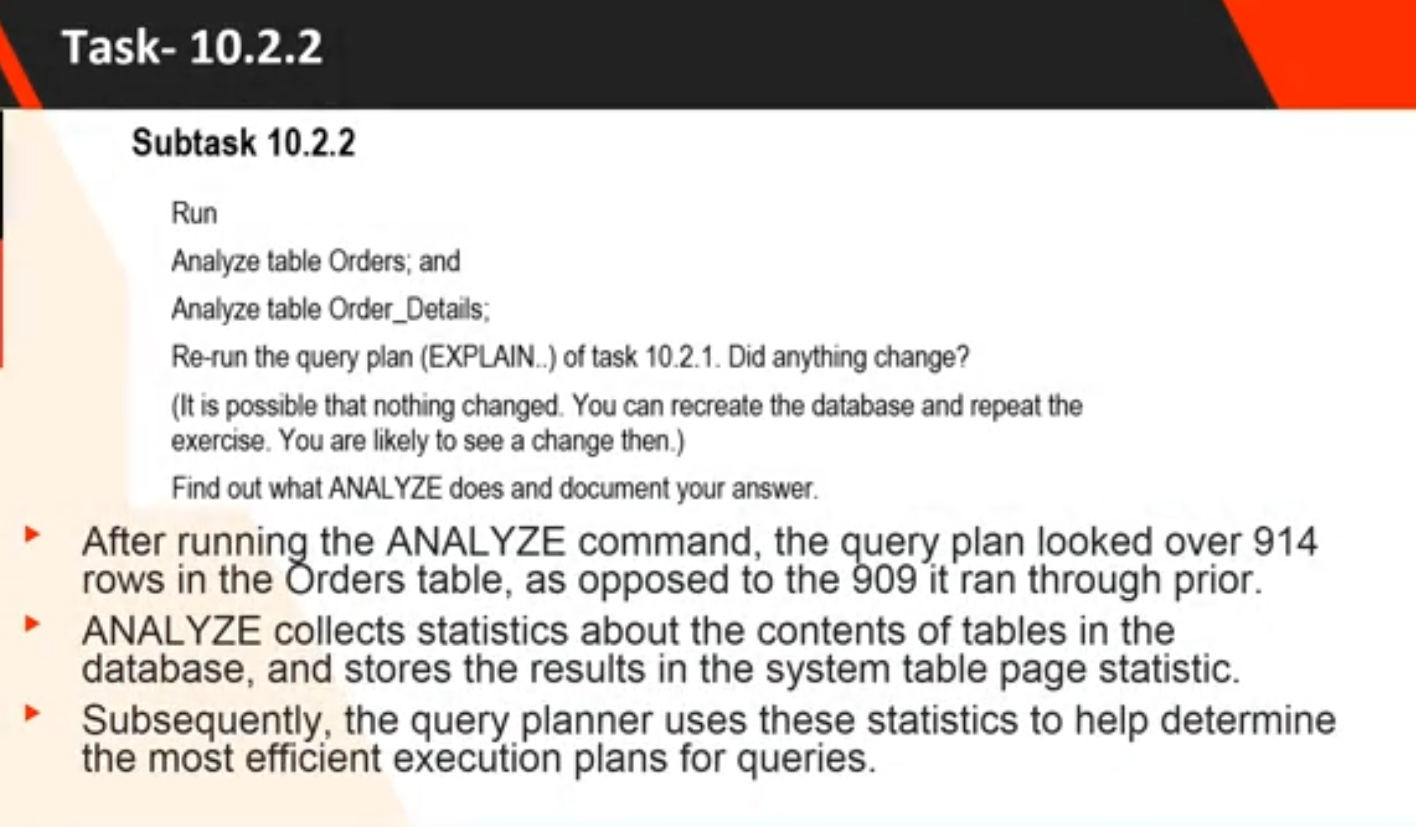 Task- 10.2.2
Subtask 10.2.2
Run
Analyze table Orders; and
Analyze table Order_Details;
Re-run the query plan (EXPLAIN..) of task 10.2.1. Did anything change?
(It is possible that nothing changed. You can recreate the database and repeat the
exercise. You are likely to see a change then.)
Find out what ANALYZE does and document your answer.
After running the ANALYZE command, the query plan looked over 914
rows in the Orders table, as opposed to the 909 it ran through prior.
ANALYZE collects statistics about the contents of tables in the
database, and stores the results in the system table page statistic.
Subsequently, the query planner uses these statistics to help determine
the most efficient execution plans for queries.